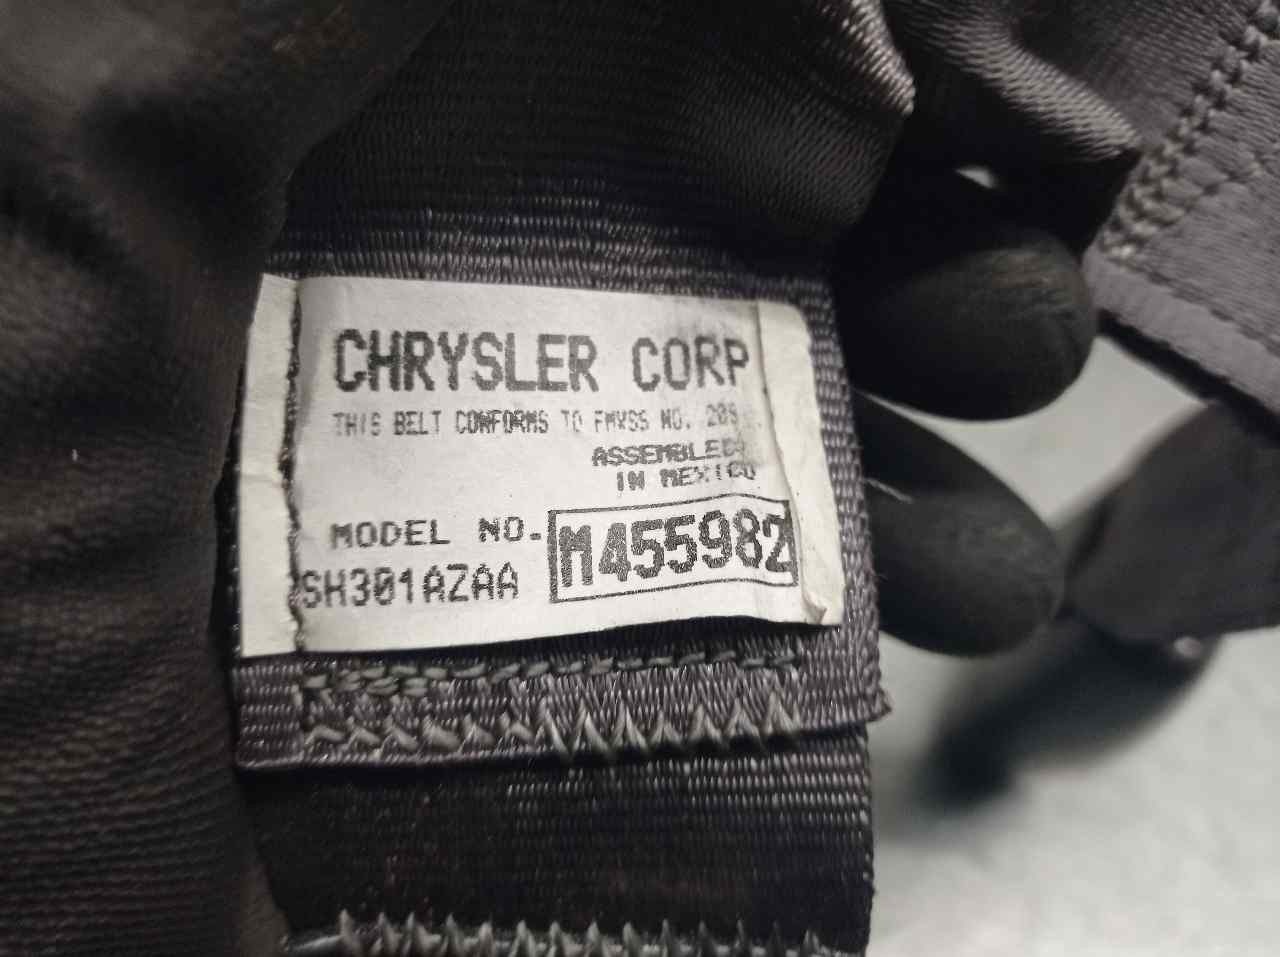 CHRYSLER CORP
THIS BELT CONFORMS TO FMVSS NO. 209
ASSEMBLED
IN MEXICO
MODEL NO. M455982
SH301AZAA